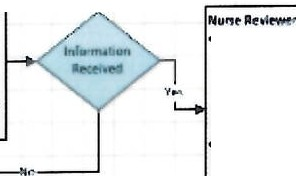 Nurse Reviewer
Information
Received
Yes
No